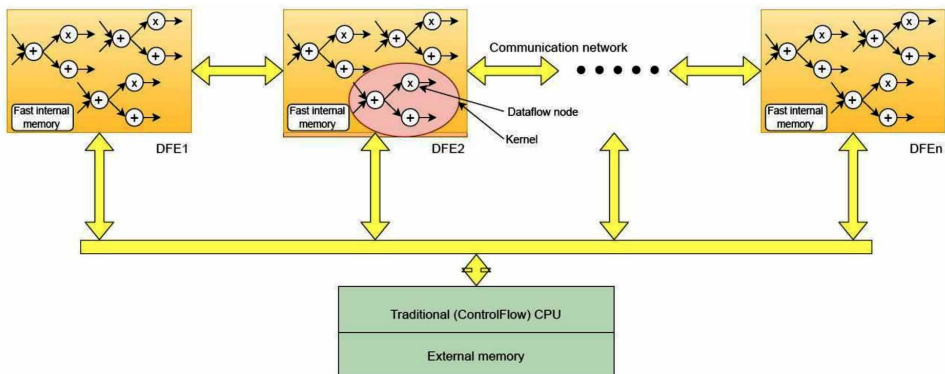 + x + x
+ +
+ x
+
Fast internal
memory
DFE1
+ x + x
+ +
+ x
+
Fast internal
memory
DFE2
Communication network
Dataflow node
Kernel
+ x + x
+ +
+ x
+
Fast internal
memory
DFEn
Traditional (ControlFlow) CPU
External memory